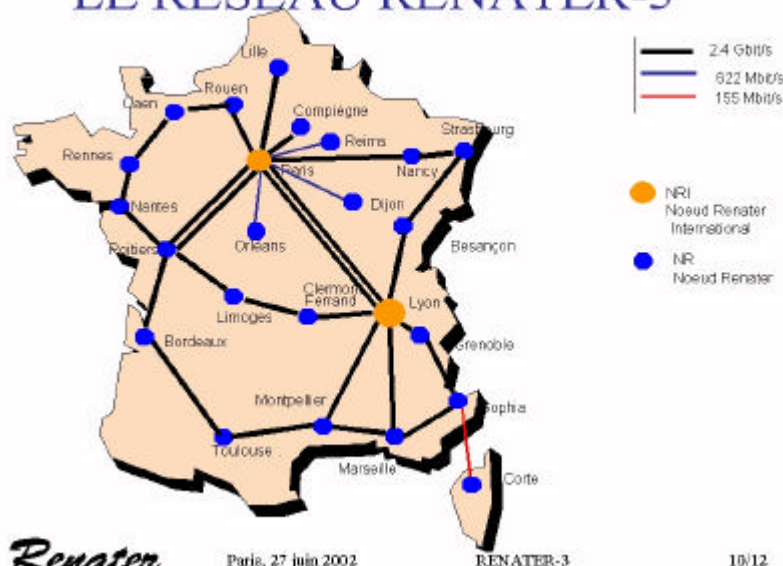 LE RESEAU RENATER-3
2.4 Gbit/s
622 Mbit/s
155 Mbit/s
NRI
Noeud Renater
International
NR
Noeud Renater
Lille
Rouen
Caen
Compiègne
Reims
Strasbourg
Paris
Nancy
Rennes
Nantes
Dijon
Orléans
Poitiers
Besançon
Clermont
Ferrand
Lyon
Limoges
Bordeaux
Grenoble
Montpellier
Sophia
Toulouse
Marseille
Corte
Renater
Paris, 27 juin 2002
RENATER-3
10/12